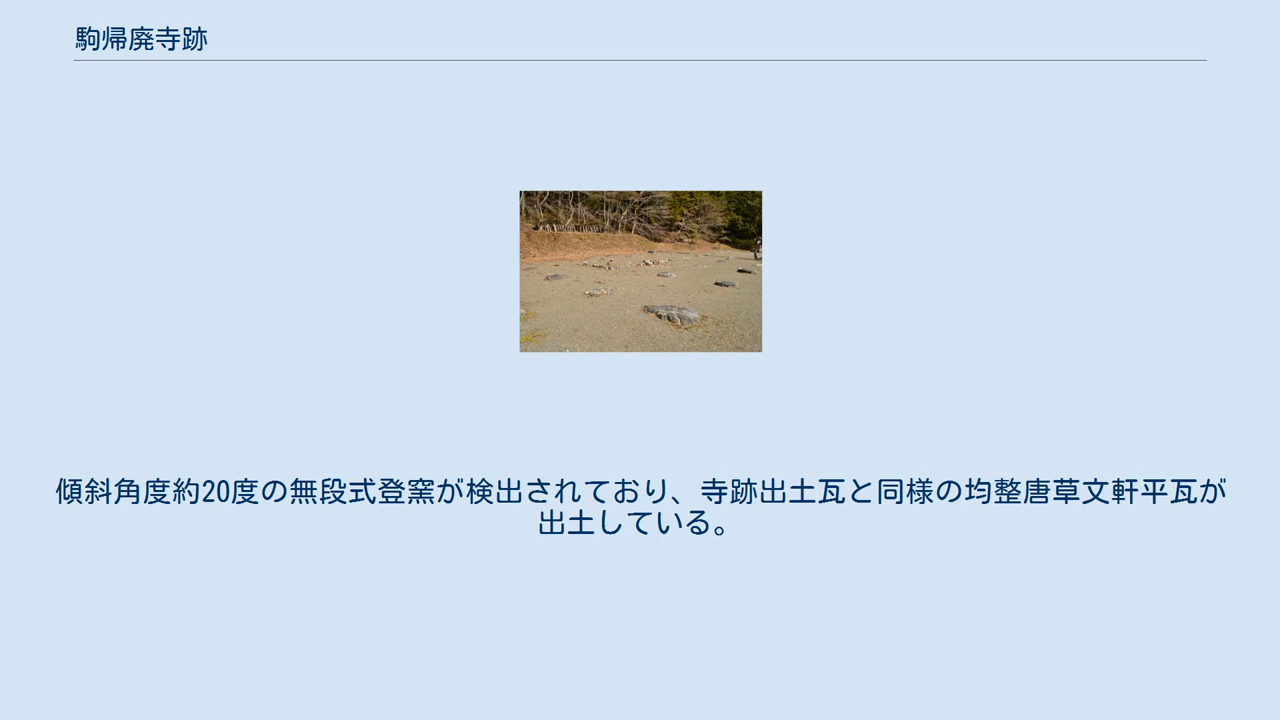 駒帰廃寺跡
傾斜角度約20度の無段式登窯が検出されており、寺跡出土瓦と同様の均整唐草文軒平瓦が
出土している。